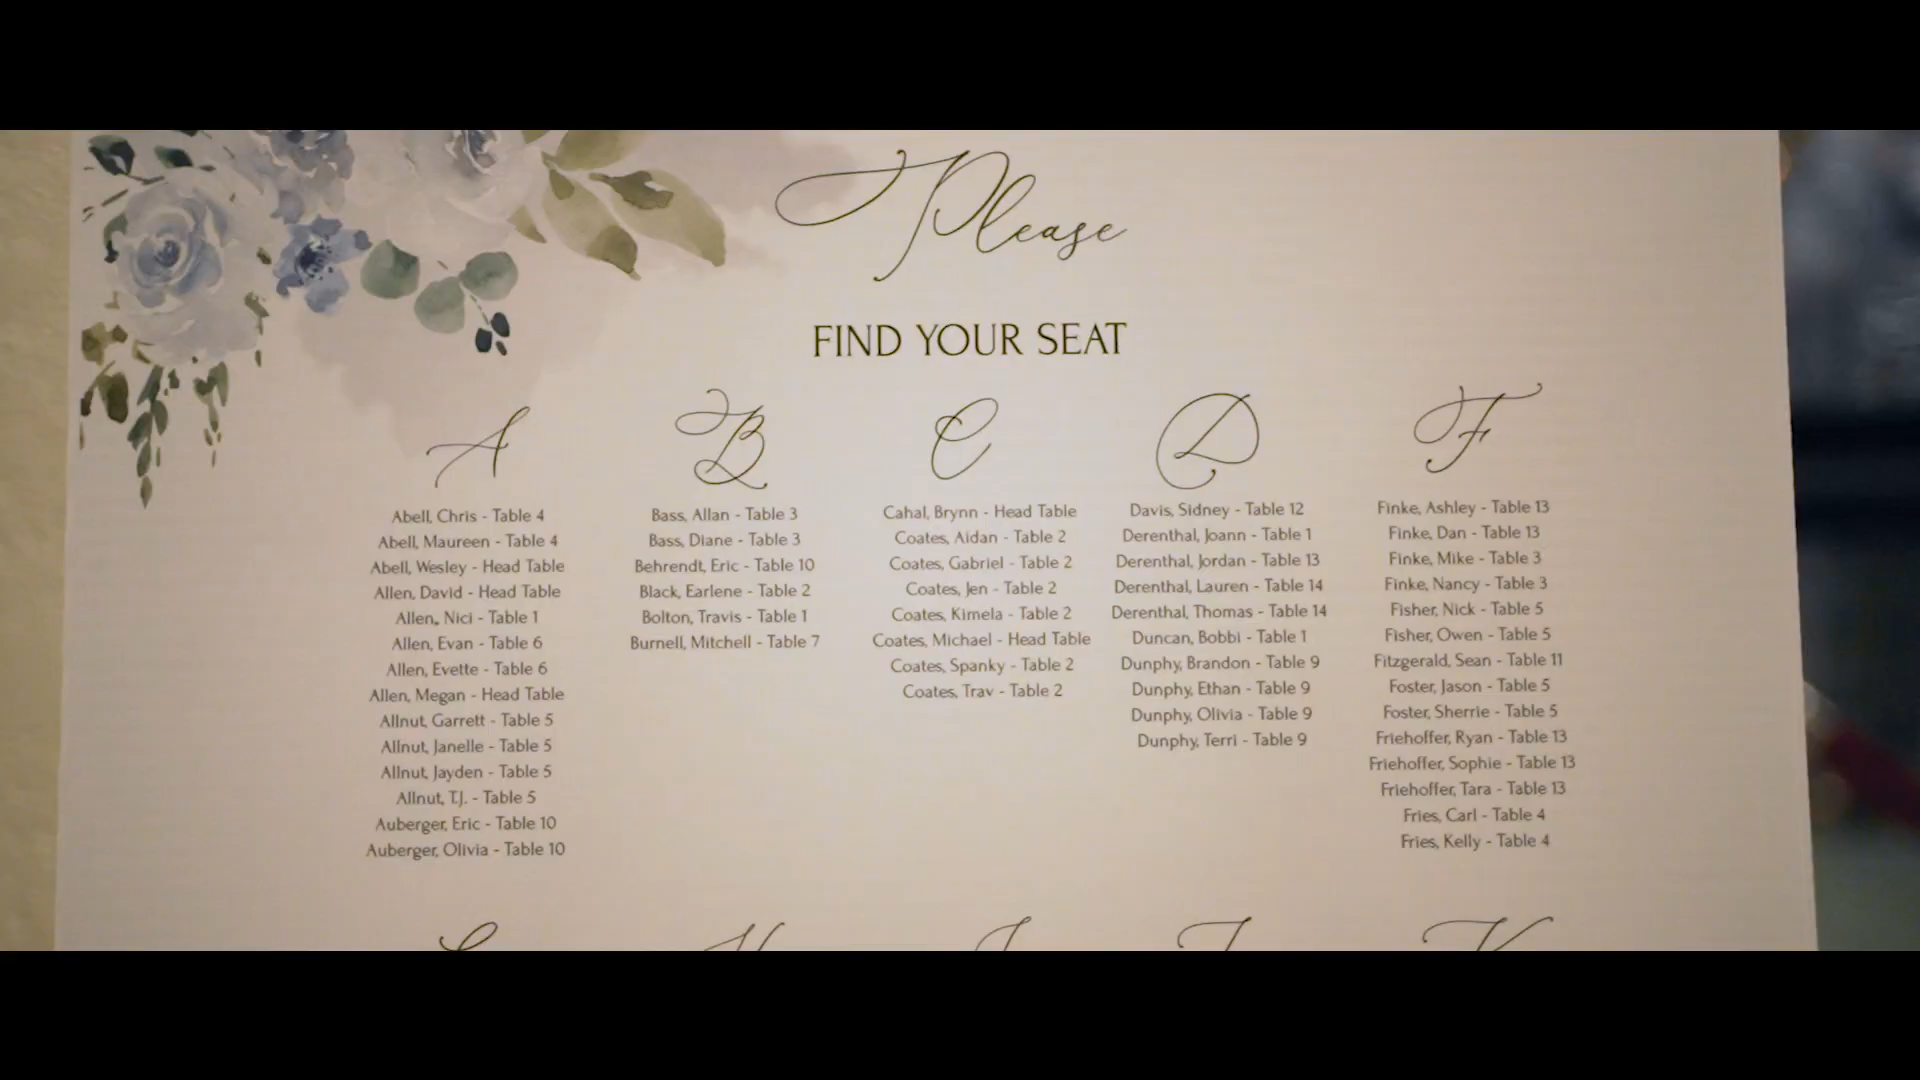 Please
FIND YOUR SEAT
A
Abell, Chris - Table 4
Abell, Maureen - Table 4
Abell, Wesley - Head Table
Allen, David - Head Table
Allen, Nici - Table 1
Allen, Evan - Table 6
Allen, Evette - Table 6
Allen, Megan - Head Table
Allnut, Garrett - Table 5
Allnut, Janelle - Table 5
Allnut, Jayden - Table 5
Allnut, T.J. - Table 5
Auberger, Eric - Table 10
Auberger, Olivia - Table 10
B
Bass, Allan - Table 3
Bass, Diane - Table 3
Behrendt, Eric - Table 10
Black, Earlene - Table 2
Bolton, Travis - Table 1
Burnell, Mitchell - Table 7
C
Cahal, Brynn - Head Table
Coates, Aidan - Table 2
Coates, Gabriel - Table 2
Coates, Jen - Table 2
Coates, Kimela - Table 2
Coates, Michael - Head Table
Coates, Spanky - Table 2
Coates, Trav - Table 2
D
Davis, Sidney - Table 12
Derenthal, Joann - Table 1
Derenthal, Jordan - Table 13
Derenthal, Lauren - Table 14
Derenthal, Thomas - Table 14
Duncan, Bobbi - Table 1
Dunphy, Brandon - Table 9
Dunphy, Ethan - Table 9
Dunphy, Olivia - Table 9
Dunphy, Terri - Table 9
F
Finke, Ashley - Table 13
Finke, Dan - Table 13
Finke, Mike - Table 3
Finke, Nancy - Table 3
Fisher, Nick - Table 5
Fisher, Owen - Table 5
Fitzgerald, Sean - Table 11
Foster, Jason - Table 5
Foster, Sherrie - Table 5
Friehoffer, Ryan - Table 13
Friehoffer, Sophie - Table 13
Friehoffer, Tara - Table 13
Fries, Carl - Table 4
Fries, Kelly - Table 4